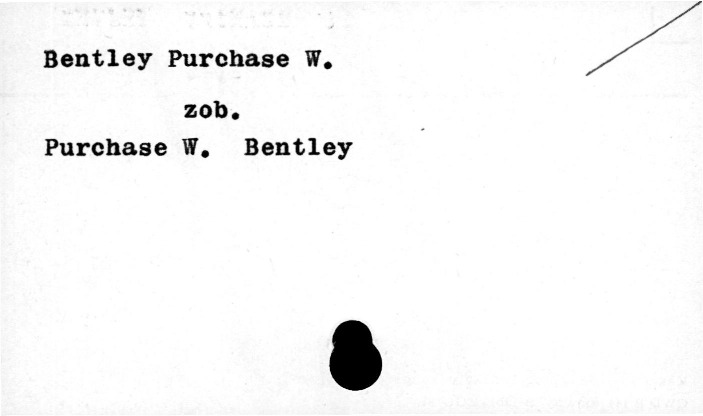 Bentley Purchase W.
zob.
Purchase W. Bentley